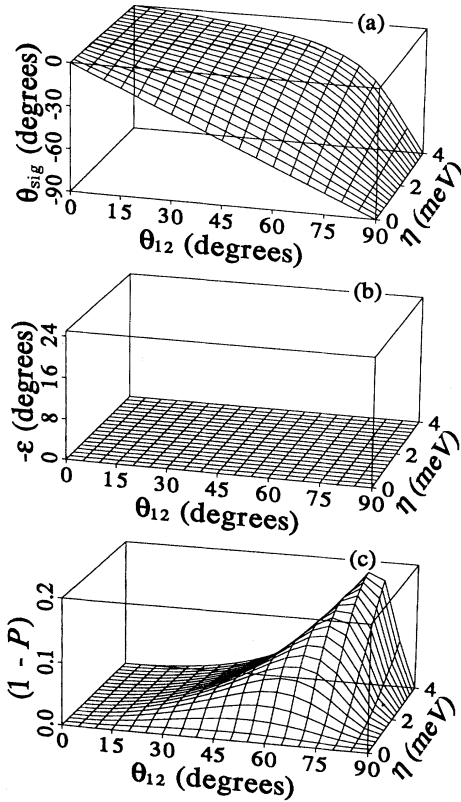 (a)
0
-30
-60
-90
θsig (degrees)
0 15 30 45 60 75 90
θ12 (degrees)
0 2 4
η (meV)
(b)
24
16
8
0
-ε (degrees)
0 15 30 45 60 75 90
θ12 (degrees)
0 2 4
η (meV)
(c)
0.2
0.1
0.0
(1 - P)
0 15 30 45 60 75 90
θ12 (degrees)
0 2 4
η (meV)